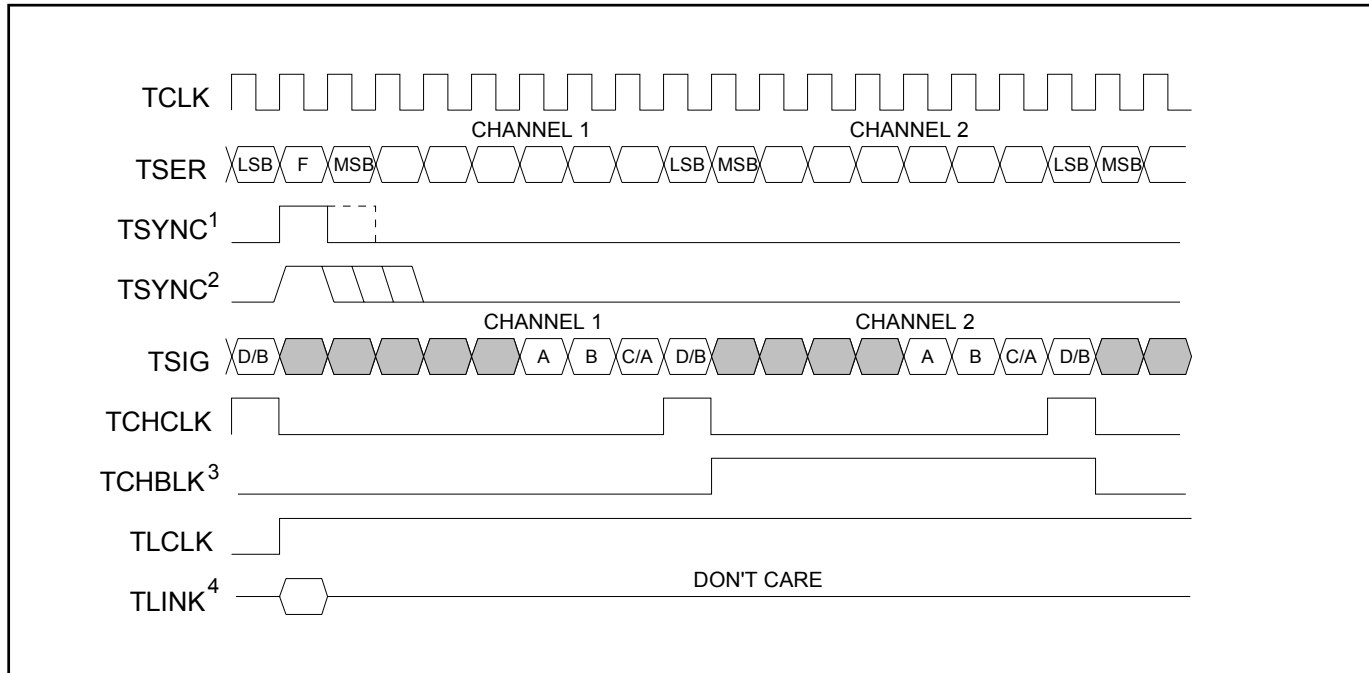 TCLK
CHANNEL 1 CHANNEL 2
TSER LSB F MSB LSB MSB LSB MSB
TSYNC¹
TSYNC²
CHANNEL 1 CHANNEL 2
TSIG D/B A B C/A D/B A B C/A D/B
TCHCLK
TCHBLK³
TLCLK
DON'T CARE
TLINK⁴